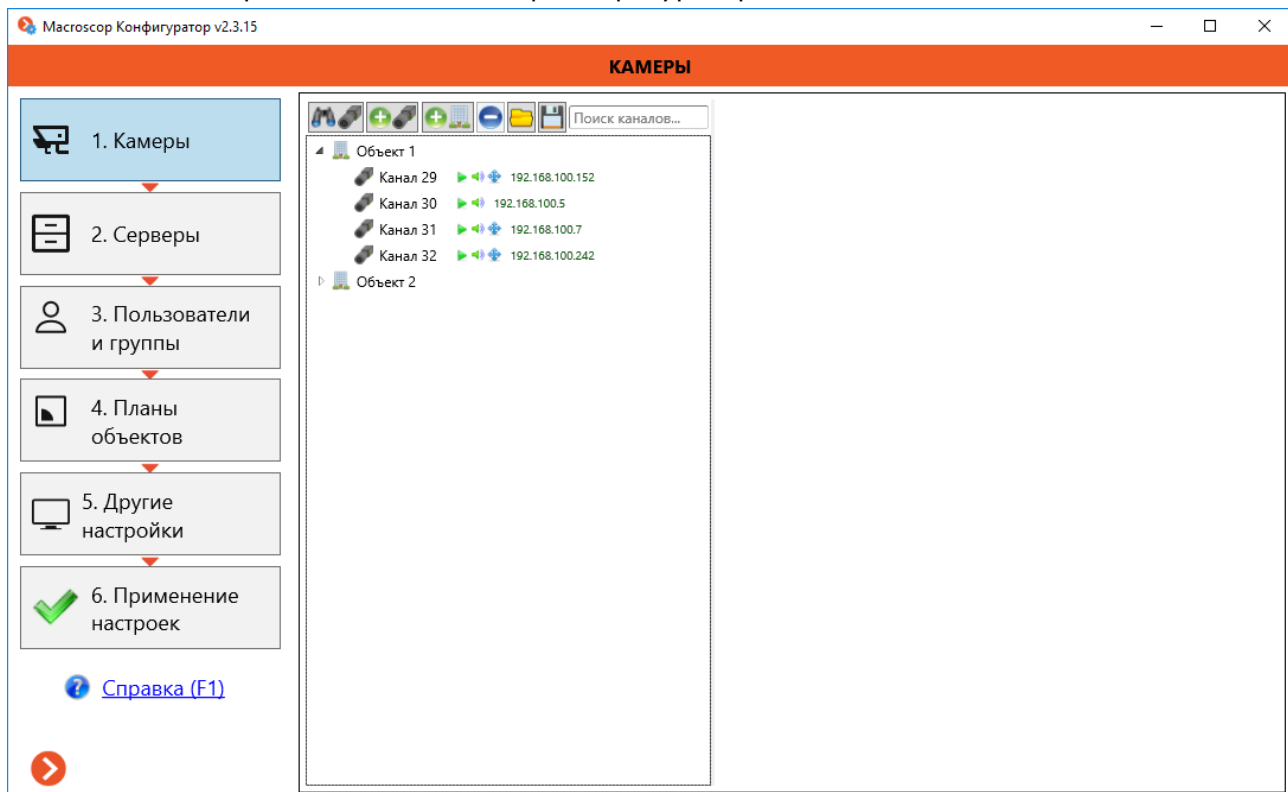 Macroscop Конфигуратор v2.3.15
КАМЕРЫ
1. Камеры
2. Серверы
3. Пользователи
и группы
4. Планы
объектов
5. Другие
настройки
6. Применение
настроек
Справка (F1)
Поиск каналов...
Объект 1
Канал 29 192.168.100.152
Канал 30 192.168.100.5
Канал 31 192.168.100.7
Канал 32 192.168.100.242
Объект 2